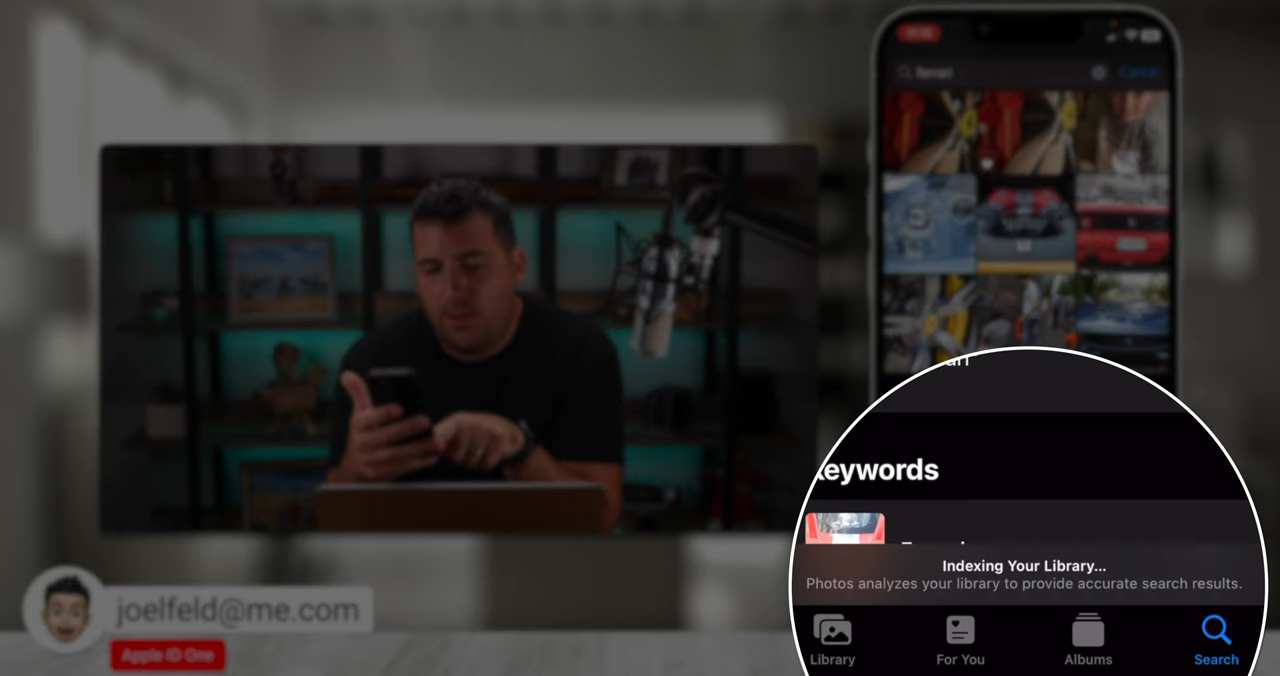 ferrari
Cancel
Keywords
Indexing Your Library...
Photos analyzes your library to provide accurate search results.
Library
For You
Albums
Search
joelfeld@me.com
Apple ID One